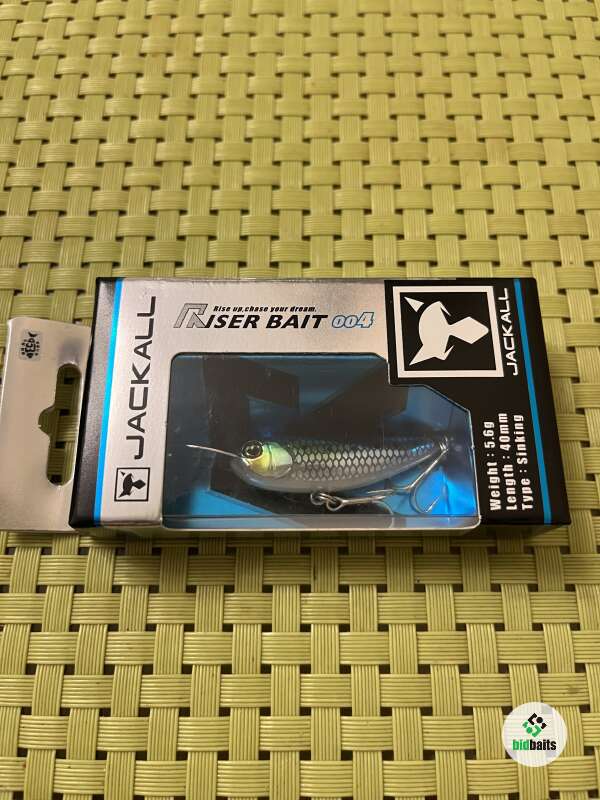 Rise up,chase your dream.
RISER BAIT 004
JACKALL
JACKALL
Weight : 5.6g
Length : 40mm
Type : Sinking
bidbaits